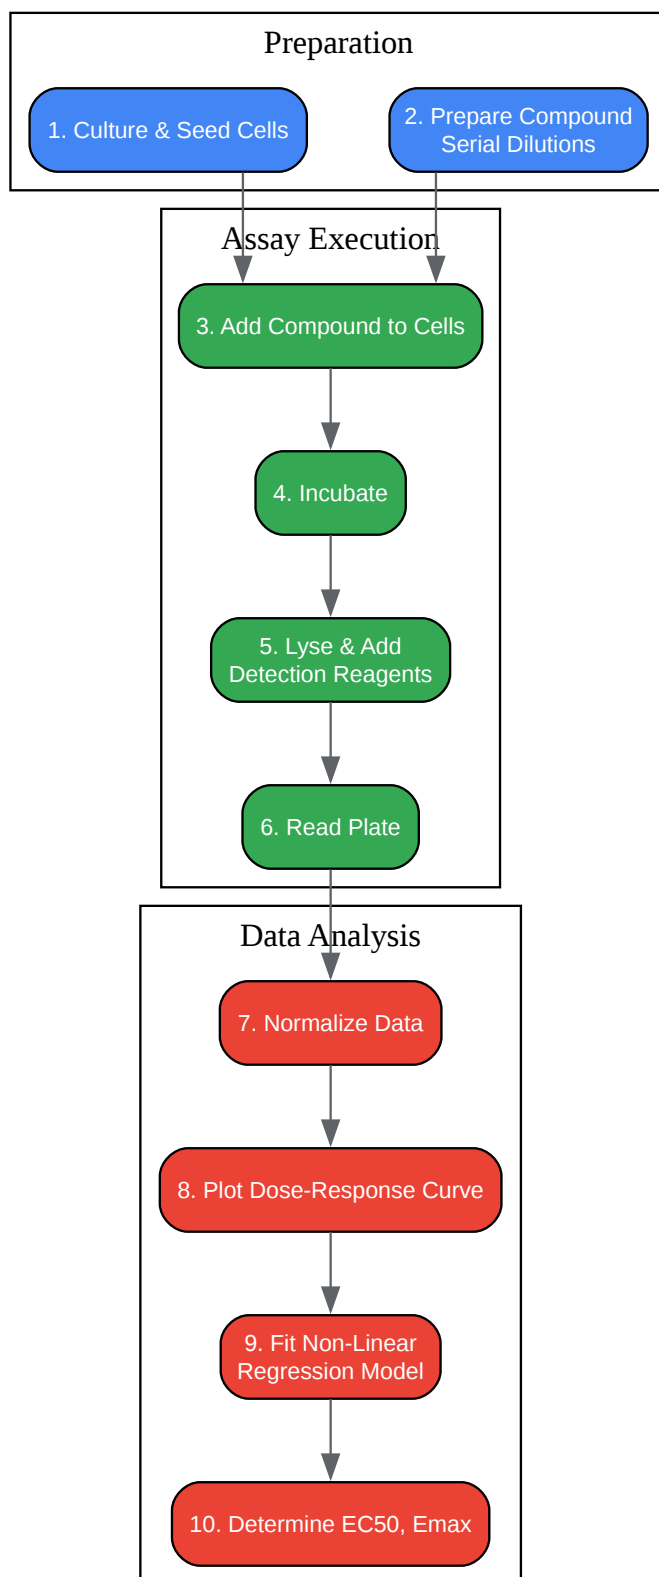 Preparation
1. Culture & Seed Cells
2. Prepare Compound
Serial Dilutions
Assay Execution
3. Add Compound to Cells
4. Incubate
5. Lyse & Add
Detection Reagents
6. Read Plate
Data Analysis
7. Normalize Data
8. Plot Dose-Response Curve
9. Fit Non-Linear
Regression Model
10. Determine EC50, Emax